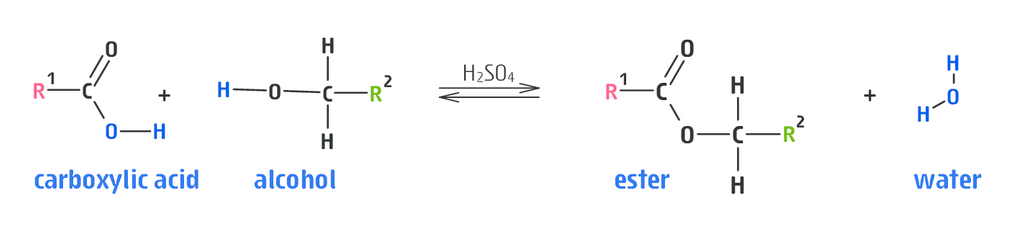 H₂SO₄
R¹ C O O H + H O C H H R² R¹ C O O C H H R² + H O H
carboxylic acid alcohol ester water